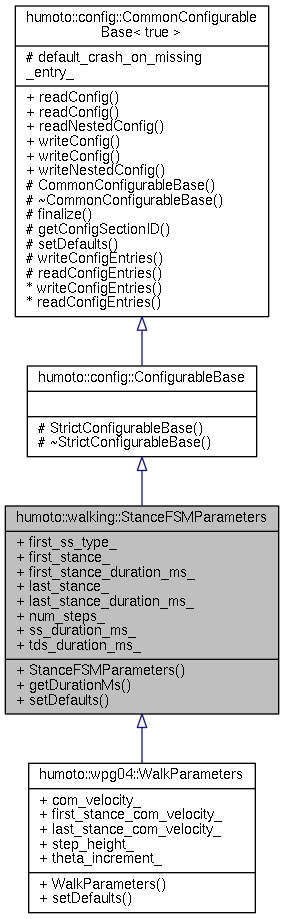 humoto::config::CommonConfigurable
Base< true >
# default_crash_on_missing
_entry_
+ readConfig()
+ readConfig()
+ readNestedConfig()
+ writeConfig()
+ writeConfig()
+ writeNestedConfig()
# CommonConfigurableBase()
# ~CommonConfigurableBase()
# finalize()
# getConfigSectionID()
# setDefaults()
# writeConfigEntries()
# readConfigEntries()
* writeConfigEntries()
* readConfigEntries()
humoto::config::ConfigurableBase
# StrictConfigurableBase()
# ~StrictConfigurableBase()
humoto::walking::StanceFSMParameters
+ first_ss_type_
+ first_stance_
+ first_stance_duration_ms_
+ last_stance_
+ last_stance_duration_ms_
+ num_steps_
+ ss_duration_ms_
+ tds_duration_ms_
+ StanceFSMParameters()
+ getDurationMs()
+ setDefaults()
humoto::wpg04::WalkParameters
+ com_velocity_
+ first_stance_com_velocity_
+ last_stance_com_velocity_
+ step_height_
+ theta_increment_
+ WalkParameters()
+ setDefaults()